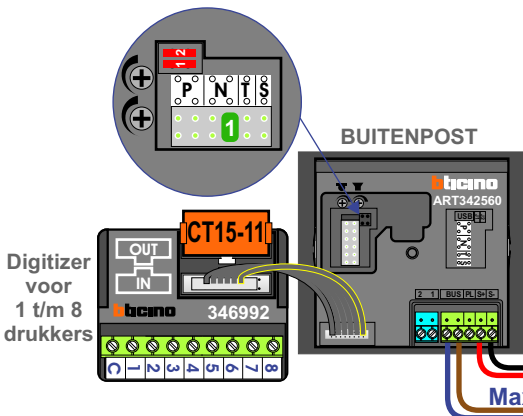 2
1
P N T S
1
BUITENPOST
bticino
ART342560
USB
P N T S
2 1 BUS PL S+ S-
CT15-11
OUT
IN
bticino
346992
C 1 2 3 4 5 6 7 8
Digitizer
voor
1 t/m 8
drukkers
Max